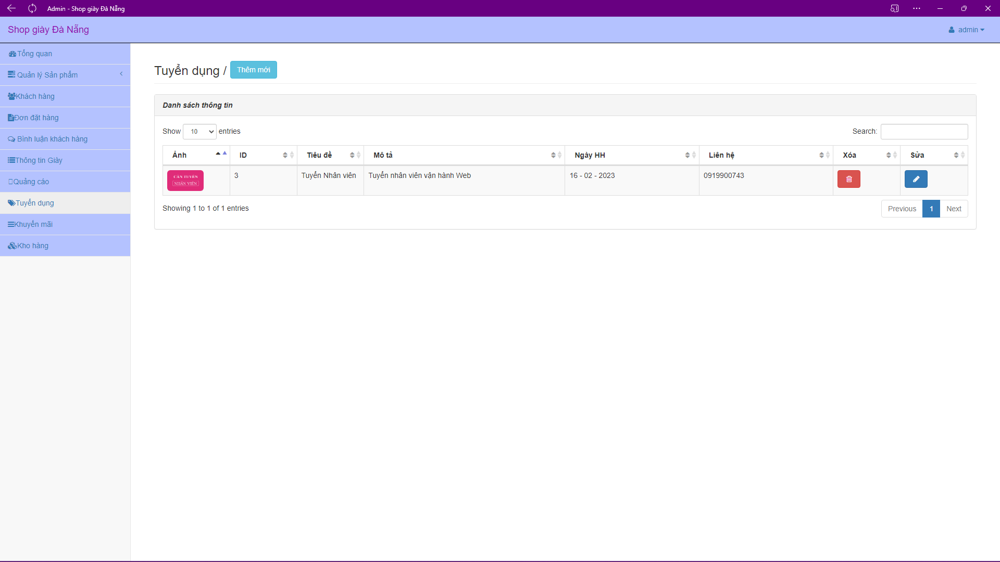 Admin - Shop giày Đà Nẵng
Shop giày Đà Nẵng
admin
Tổng quan
Quản lý Sản phẩm
Khách hàng
Đơn đặt hàng
Bình luận khách hàng
Thông tin Giày
Quảng cáo
Tuyển dụng
Khuyến mãi
Kho hàng
Tuyển dụng / Thêm mới
Danh sách thông tin
Show 10 entries
Search:
Ảnh ID Tiêu đề Mô tả Ngày HH Liên hệ Xóa Sửa
CẦN TUYỂN
NHÂN VIÊN
3 Tuyển Nhân viên Tuyển nhân viên vận hành Web 16 - 02 - 2023 0919900743
Showing 1 to 1 of 1 entries
Previous 1 Next